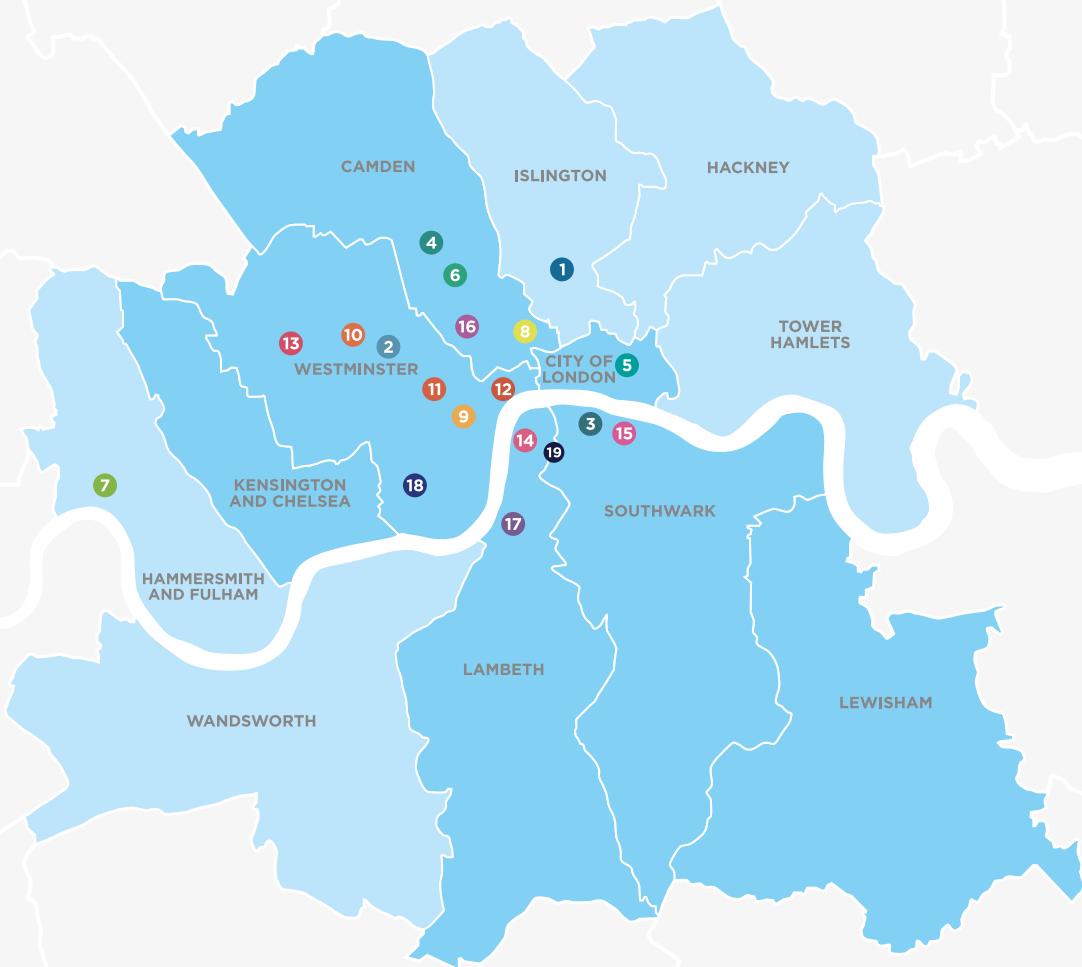 CAMDEN
ISLINGTON
HACKNEY
4
6
1
16
8
13
10
2
WESTMINSTER
CITY OF
LONDON
5
TOWER
HAMLETS
11
12
9
3
15
14
19
7
KENSINGTON
AND CHELSEA
18
17
SOUTHWARK
HAMMERSMITH
AND FULHAM
LAMBETH
WANDSWORTH
LEWISHAM